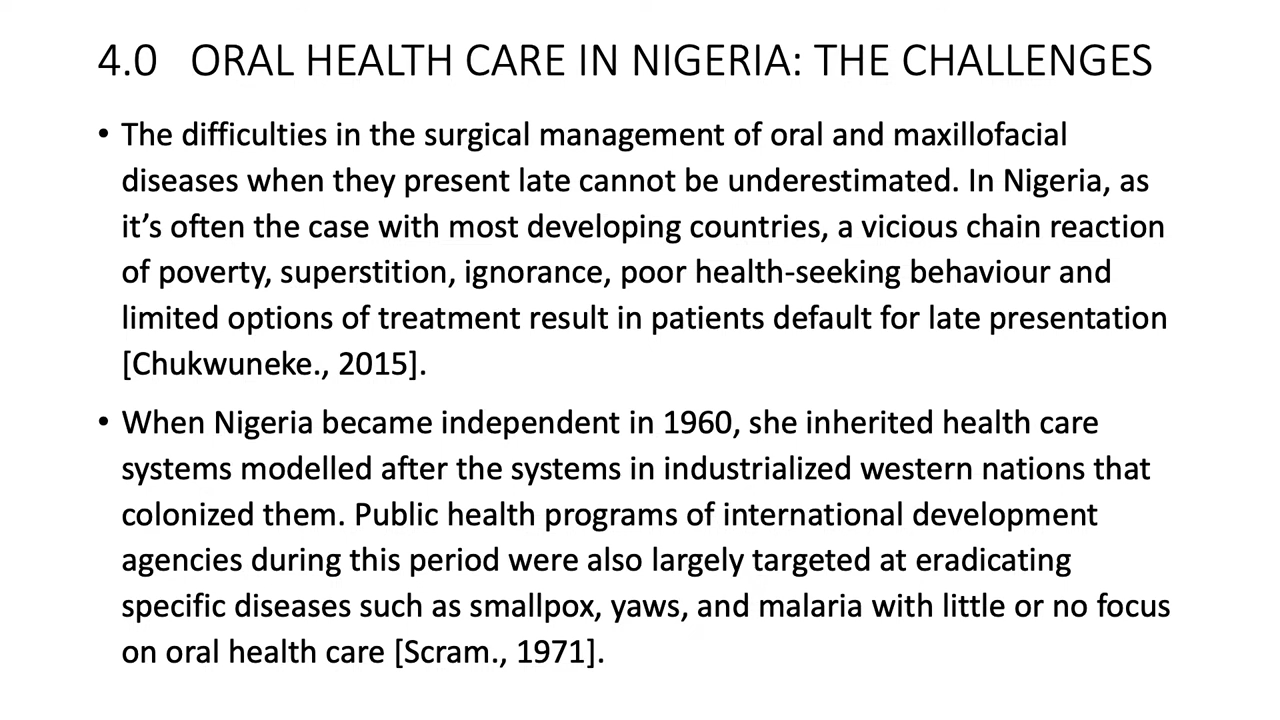 4.0 ORAL HEALTH CARE IN NIGERIA: THE CHALLENGES
• The difficulties in the surgical management of oral and maxillofacial
diseases when they present late cannot be underestimated. In Nigeria, as
it’s often the case with most developing countries, a vicious chain reaction
of poverty, superstition, ignorance, poor health-seeking behaviour and
limited options of treatment result in patients default for late presentation
[Chukwuneke., 2015].
• When Nigeria became independent in 1960, she inherited health care
systems modelled after the systems in industrialized western nations that
colonized them. Public health programs of international development
agencies during this period were also largely targeted at eradicating
specific diseases such as smallpox, yaws, and malaria with little or no focus
on oral health care [Scram., 1971].